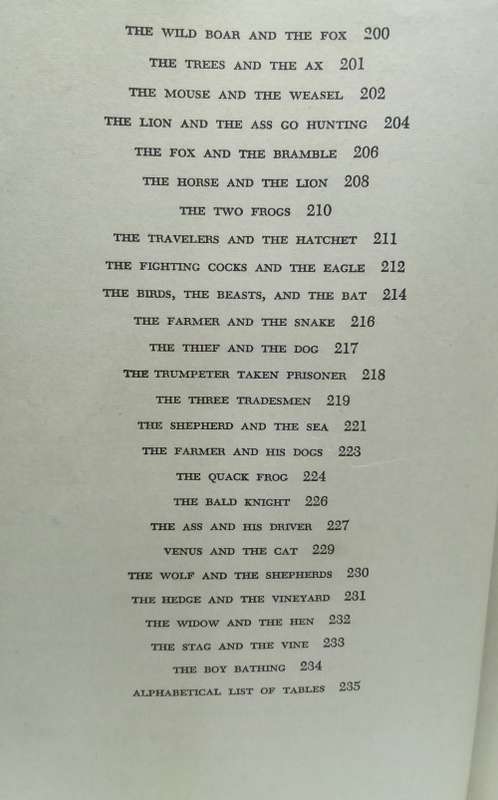 THE WILD BOAR AND THE FOX 200
THE TREES AND THE AX 201
THE MOUSE AND THE WEASEL 202
THE LION AND THE ASS GO HUNTING 204
THE FOX AND THE BRAMBLE 206
THE HORSE AND THE LION 208
THE TWO FROGS 210
THE TRAVELERS AND THE HATCHET 211
THE FIGHTING COCKS AND THE EAGLE 212
THE BIRDS, THE BEASTS, AND THE BAT 214
THE FARMER AND THE SNAKE 216
THE THIEF AND THE DOG 217
THE TRUMPETER TAKEN PRISONER 218
THE THREE TRADESMEN 219
THE SHEPHERD AND THE SEA 221
THE FARMER AND HIS DOGS 223
THE QUACK FROG 224
THE BALD KNIGHT 226
THE ASS AND HIS DRIVER 227
VENUS AND THE CAT 229
THE WOLF AND THE SHEPHERDS 230
THE HEDGE AND THE VINEYARD 231
THE WIDOW AND THE HEN 232
THE STAG AND THE VINE 233
THE BOY BATHING 234
ALPHABETICAL LIST OF TABLES 235